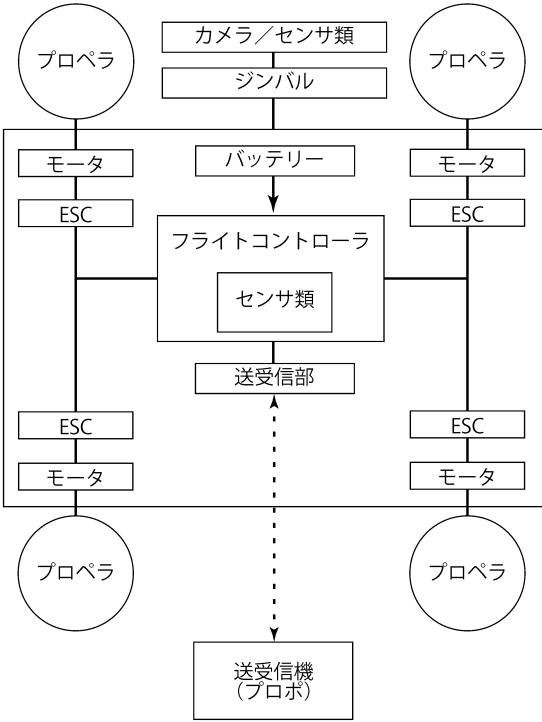 プロペラ
カメラ／センサ類
プロペラ
ジンバル
モータ
バッテリー
モータ
ESC
ESC
フライトコントローラ
センサ類
送受信部
ESC
ESC
モータ
モータ
プロペラ
プロペラ
送受信機
（プロポ）